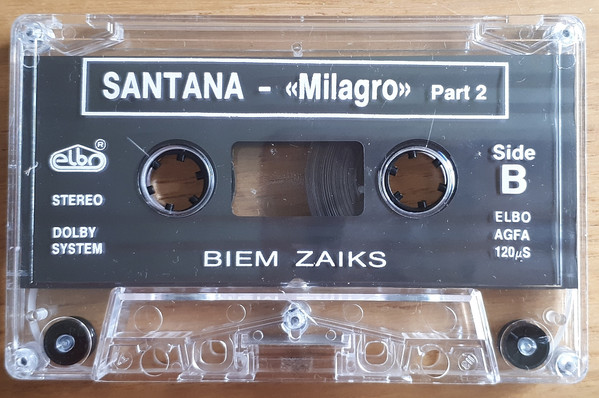 SANTANA - «Milagro» Part 2
elbo®
STEREO
DOLBY
SYSTEM
Side
B
ELBO
AGFA
120µS
BIEM ZAIKS